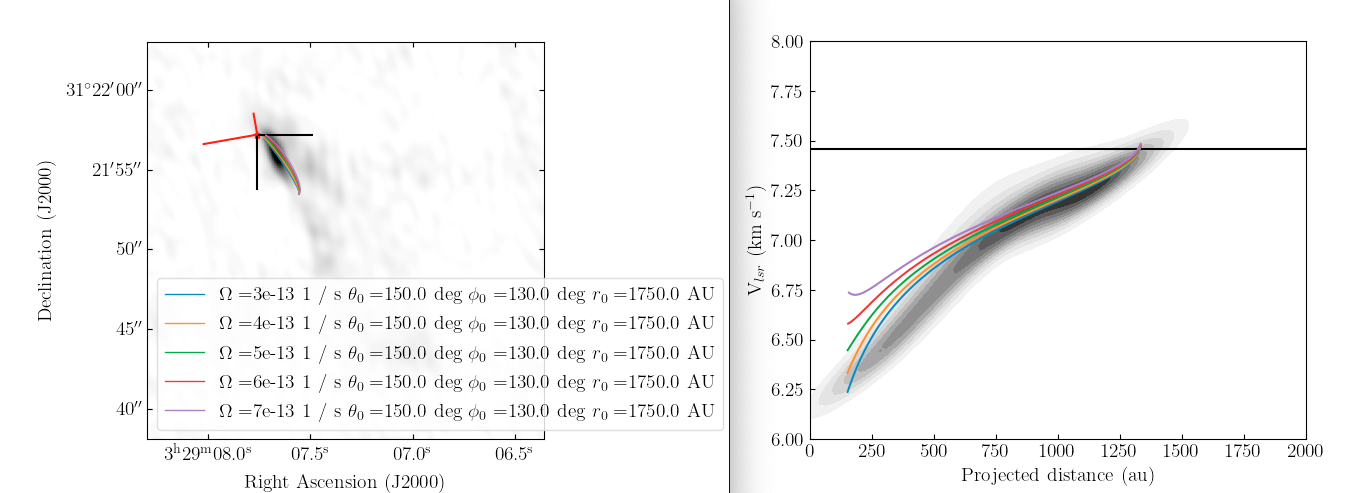 Declination (J2000)
31°22′00″
21′55″
50″
45″
40″
Ω =3e-13 1 / s θ₀ =150.0 deg ϕ₀ =130.0 deg r₀ =1750.0 AU
Ω =4e-13 1 / s θ₀ =150.0 deg ϕ₀ =130.0 deg r₀ =1750.0 AU
Ω =5e-13 1 / s θ₀ =150.0 deg ϕ₀ =130.0 deg r₀ =1750.0 AU
Ω =6e-13 1 / s θ₀ =150.0 deg ϕ₀ =130.0 deg r₀ =1750.0 AU
Ω =7e-13 1 / s θ₀ =150.0 deg ϕ₀ =130.0 deg r₀ =1750.0 AU
3ʰ29ᵐ08.0ˢ 07.5ˢ 07.0ˢ 06.5ˢ
Right Ascension (J2000)
V_lsr (km s⁻¹)
8.00
7.75
7.50
7.25
7.00
6.75
6.50
6.25
6.00
0 250 500 750 1000 1250 1500 1750 2000
Projected distance (au)